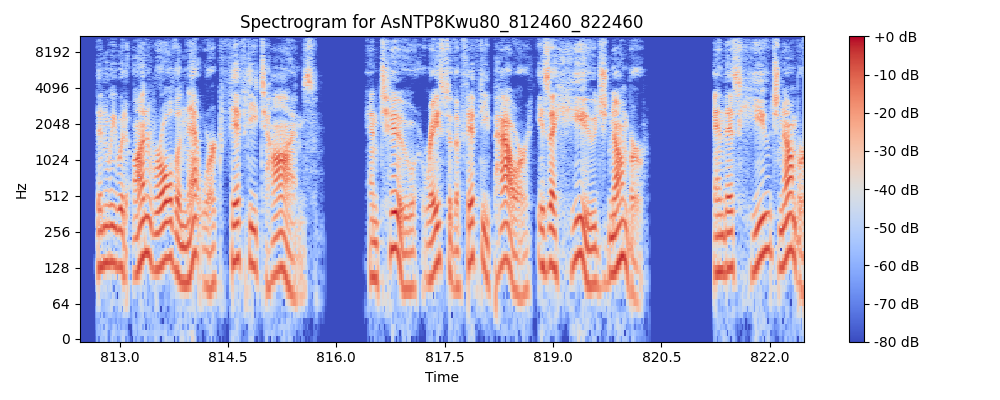 Spectrogram for AsNTP8Kwu80_812460_822460
8192
4096
2048
1024
512
256
128
64
0
Hz
813.0 814.5 816.0 817.5 819.0 820.5 822.0
Time
+0 dB
-10 dB
-20 dB
-30 dB
-40 dB
-50 dB
-60 dB
-70 dB
-80 dB